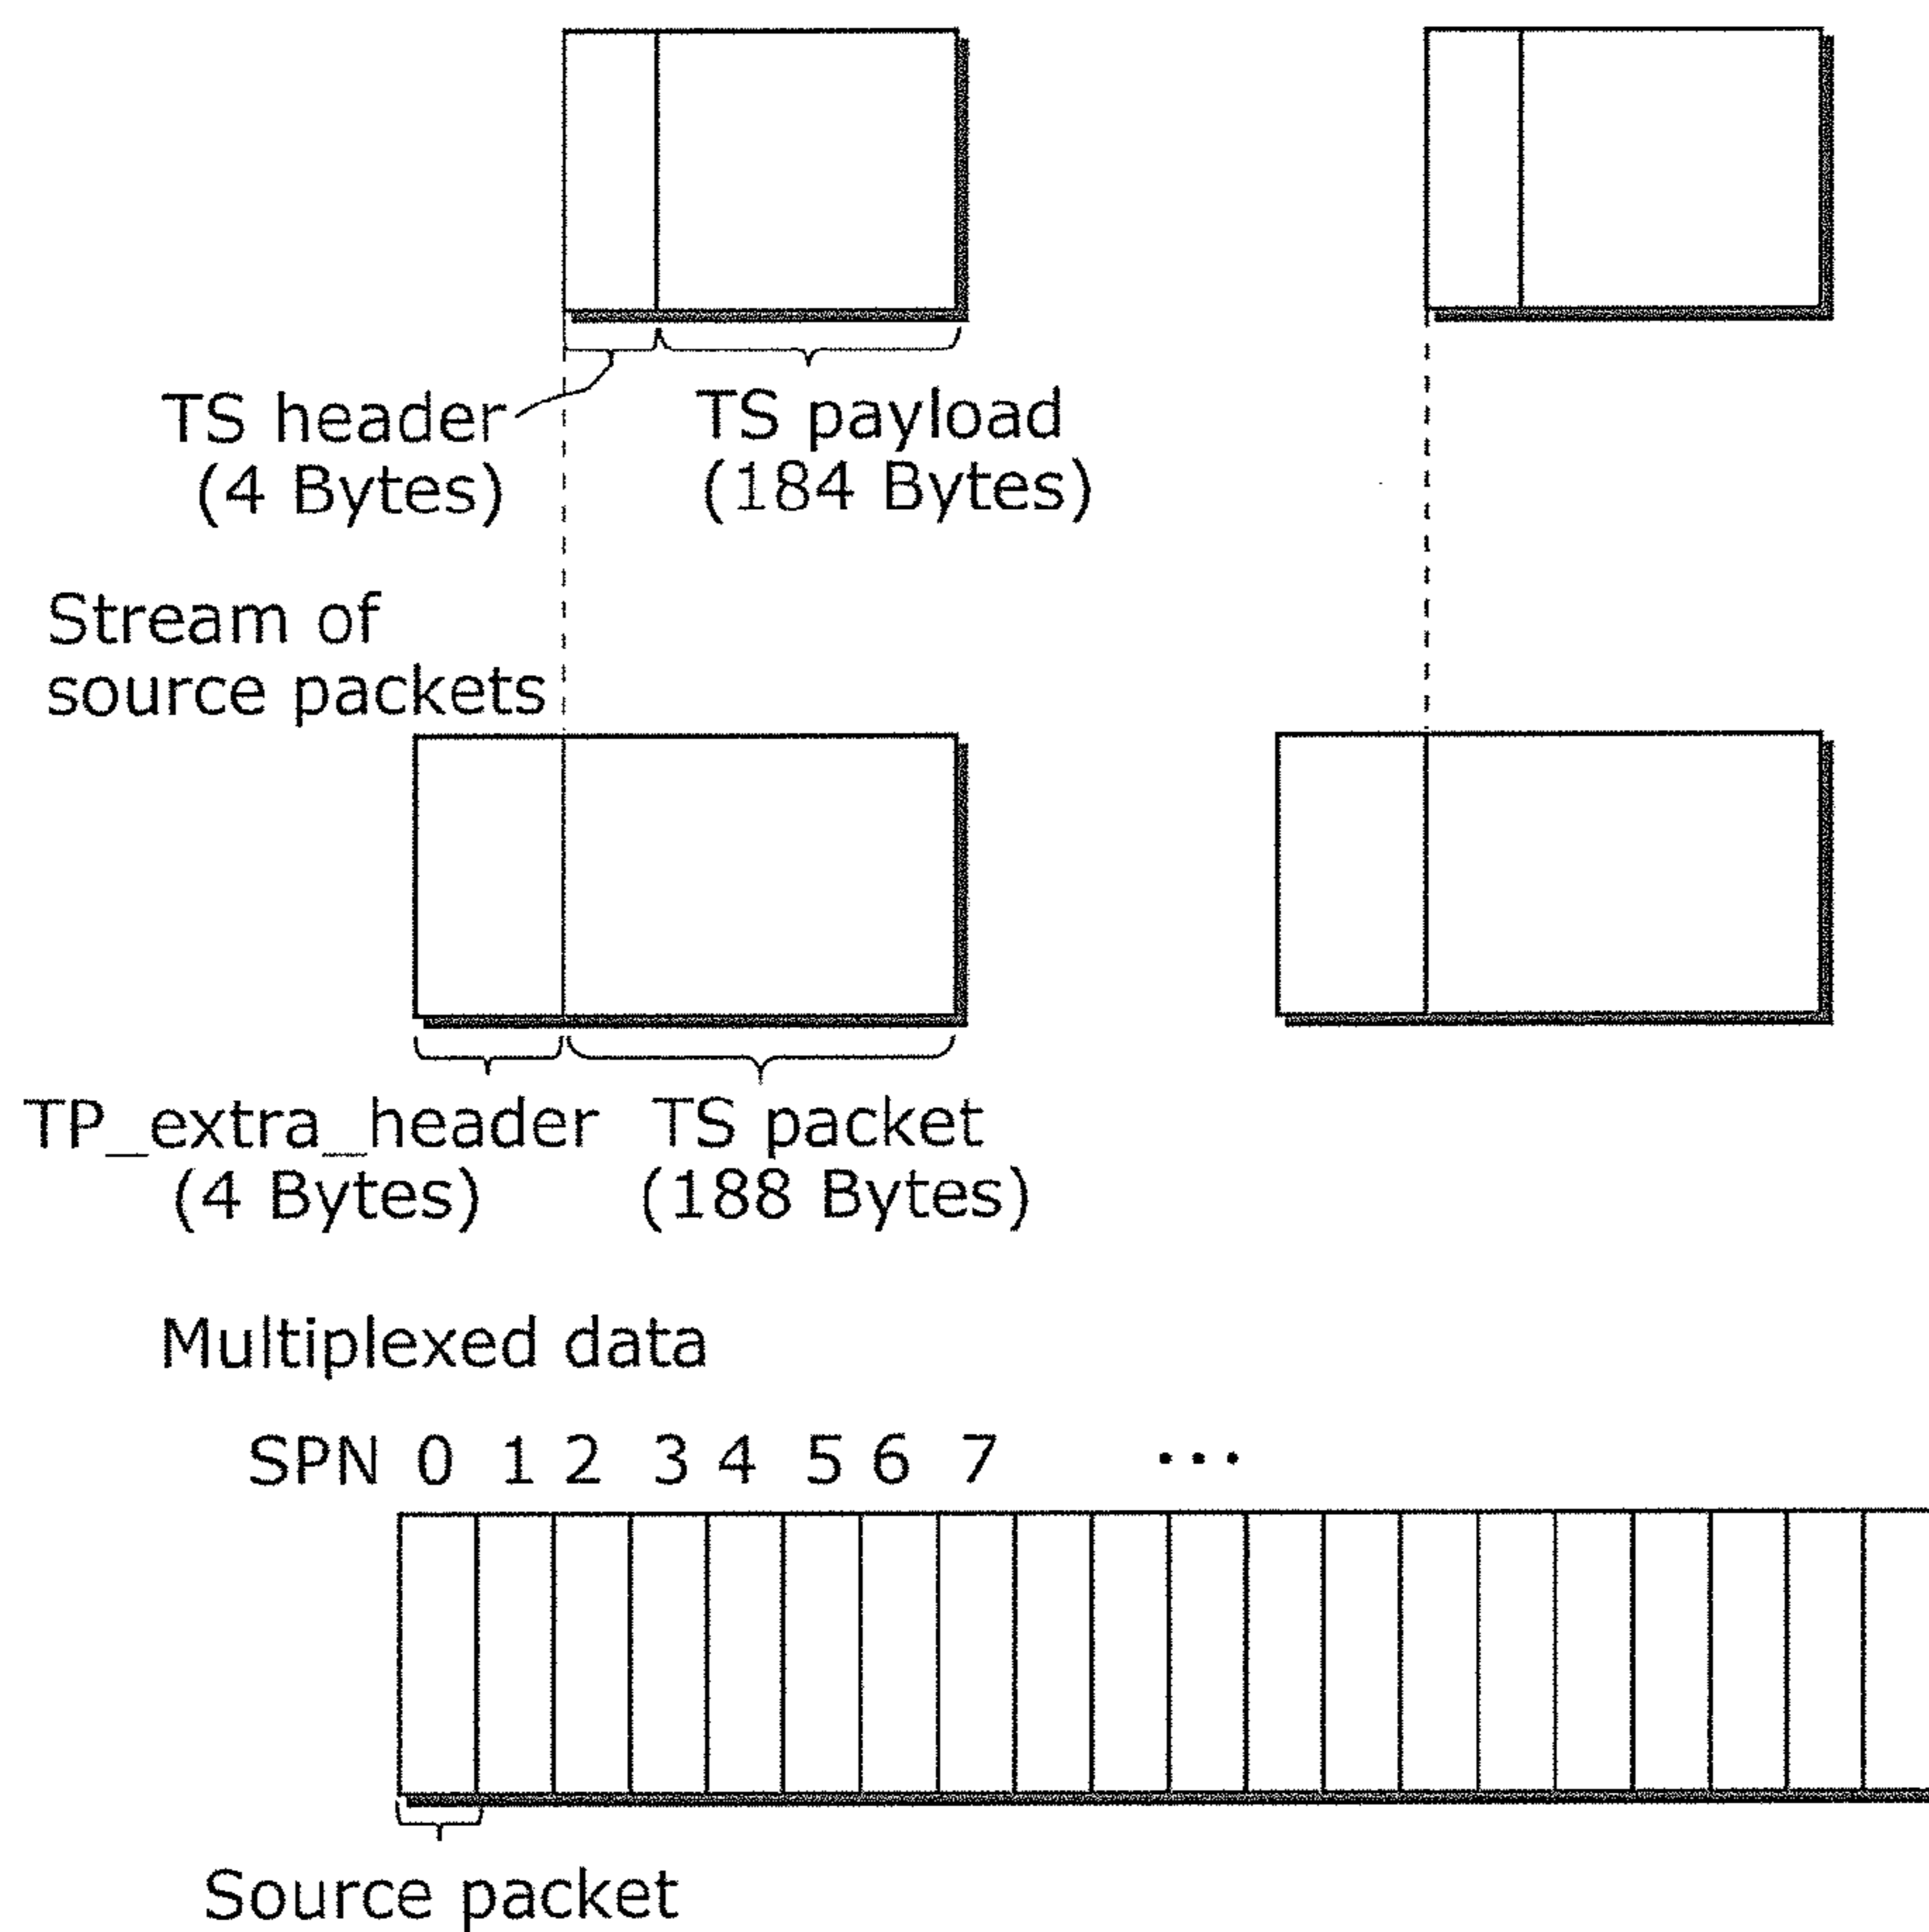 TS header
(4 Bytes)
TS payload
(184 Bytes)
Stream of
source packets
TP_extra_header
(4 Bytes)
TS packet
(188 Bytes)
Multiplexed data
SPN 0 1 2 3 4 5 6 7 ...
Source packet